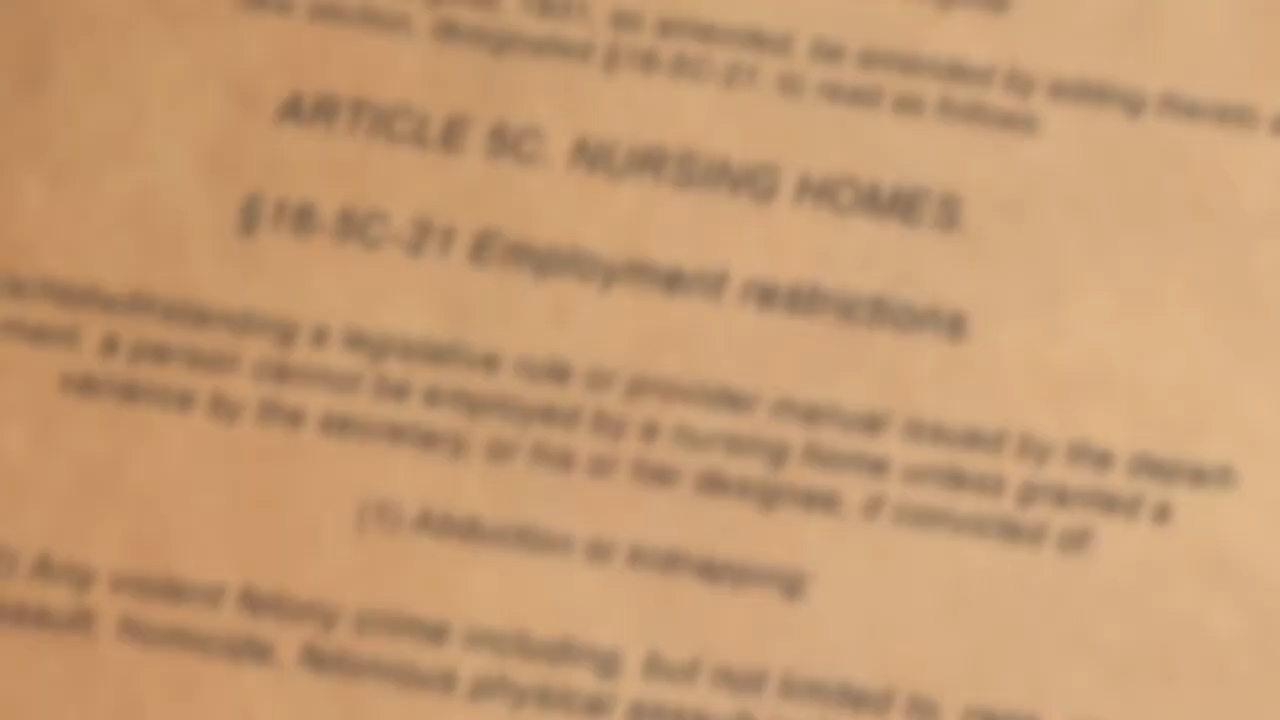 1931, as amended, be amended by adding thereto a
new section, designated §16-5C-21, to read as follows:
ARTICLE 5C. NURSING HOMES.
§16-5C-21 Employment restrictions
Notwithstanding a legislative rule or provider manual issued by the depart-
ment, a person cannot be employed by a nursing home unless granted a
variance by the secretary, or his or her designee, if convicted of:
(1) Abduction or kidnapping;
Any violent felony crime including, but not limited to,
assault, homicide, felonious physical assault